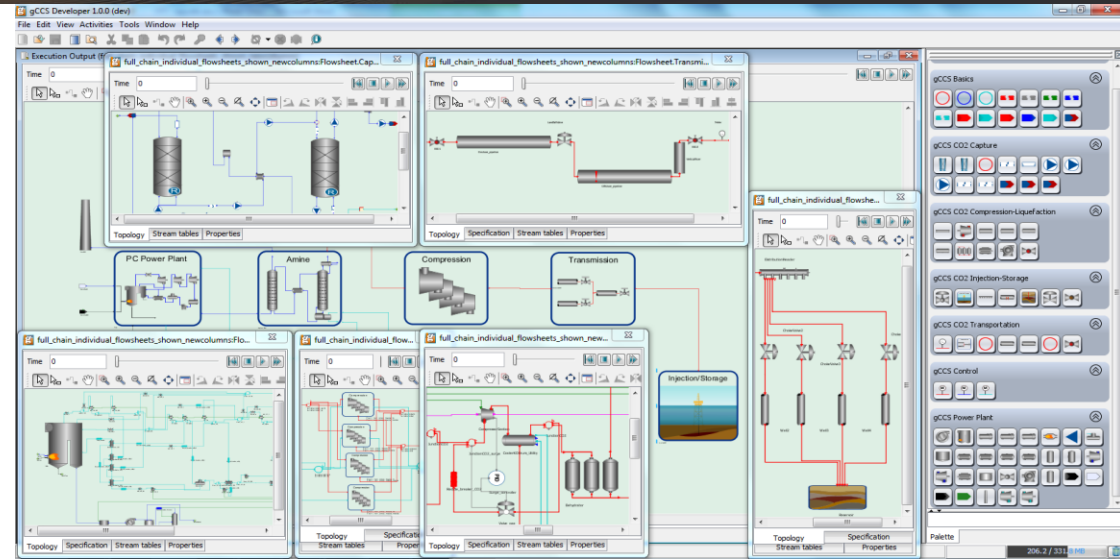 gCCS Developer 1.0.0 (dev)
File Edit View Activities Tools Window Help
Execution Output (f
Time 0
full_chain_individual_flowsheets_shown_newcolumns:Flowsheet.Cap...
Time 0
Topology Stream tables Properties
full_chain_individual_flowsheets_shown_newcolumns:Flowsheet.Transmi...
Time 0
Topology Specification Stream tables Properties
PC Power Plant
Amine
Compression
Transmission
Injection/Storage
full_chain_individual_flowsheets_shown_newcolumns:Flo...
Time 0
Topology Specification Stream tables Properties
full_chain_individual_flow...
Time 0
Topology Specificatio
Stream tables Proper
full_chain_individual_flowsheets_shown_new...
Time 0
Topology Specification Stream tables Properties
full_chain_individual_flowshe...
Time 0
Topology Specification
Stream tables Properties
gCCS Basics
gCCS CO2 Capture
gCCS CO2 Compression-Liquefaction
gCCS CO2 Injection-Storage
gCCS CO2 Transportation
gCCS Control
gCCS Power Plant
Palette